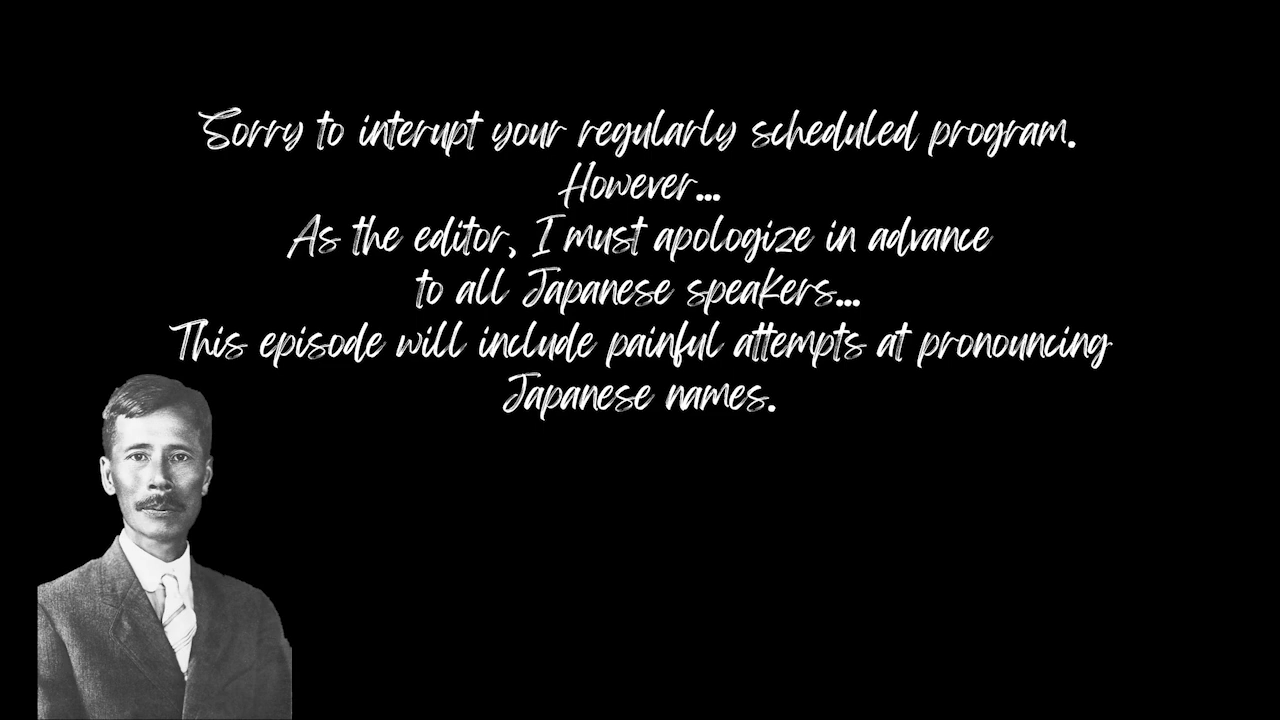 Sorry to interupt your regularly scheduled program.
However...
As the editor, I must apologize in advance
to all Japanese speakers...
This episode will include painful attempts at pronouncing
Japanese names.